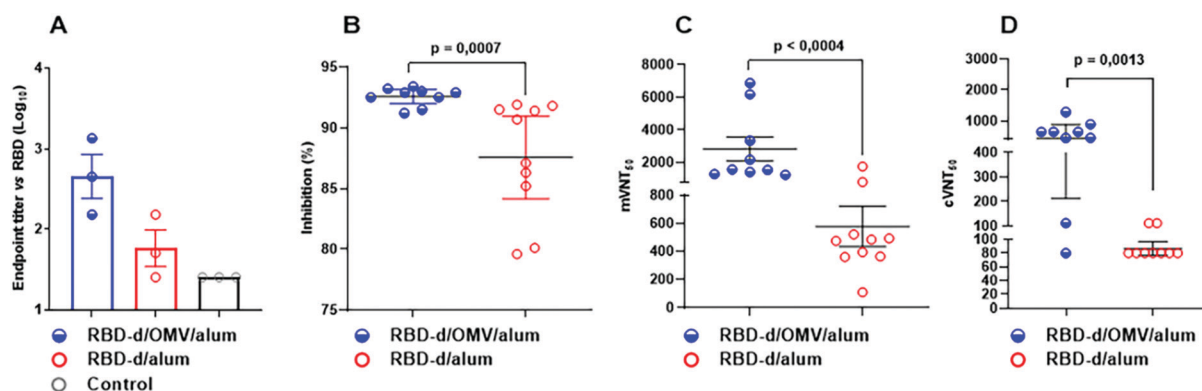 A
Endpoint titer vs RBD (Log10)
4
3
2
1
RBD-d/OMV/alum
RBD-d/alum
Control
B
p = 0,0007
Inhibition (%)
100
95
90
85
80
75
RBD-d/OMV/alum
RBD-d/alum
C
p < 0,0004
mVNT50
8000
6000
4000
2000
800
600
400
200
0
RBD-d/OMV/alum
RBD-d/alum
D
p = 0,0013
cVNT50
3000
2000
1000
400
300
200
100
100
80
60
40
20
0
RBD-d/OMV/alum
RBD-d/alum